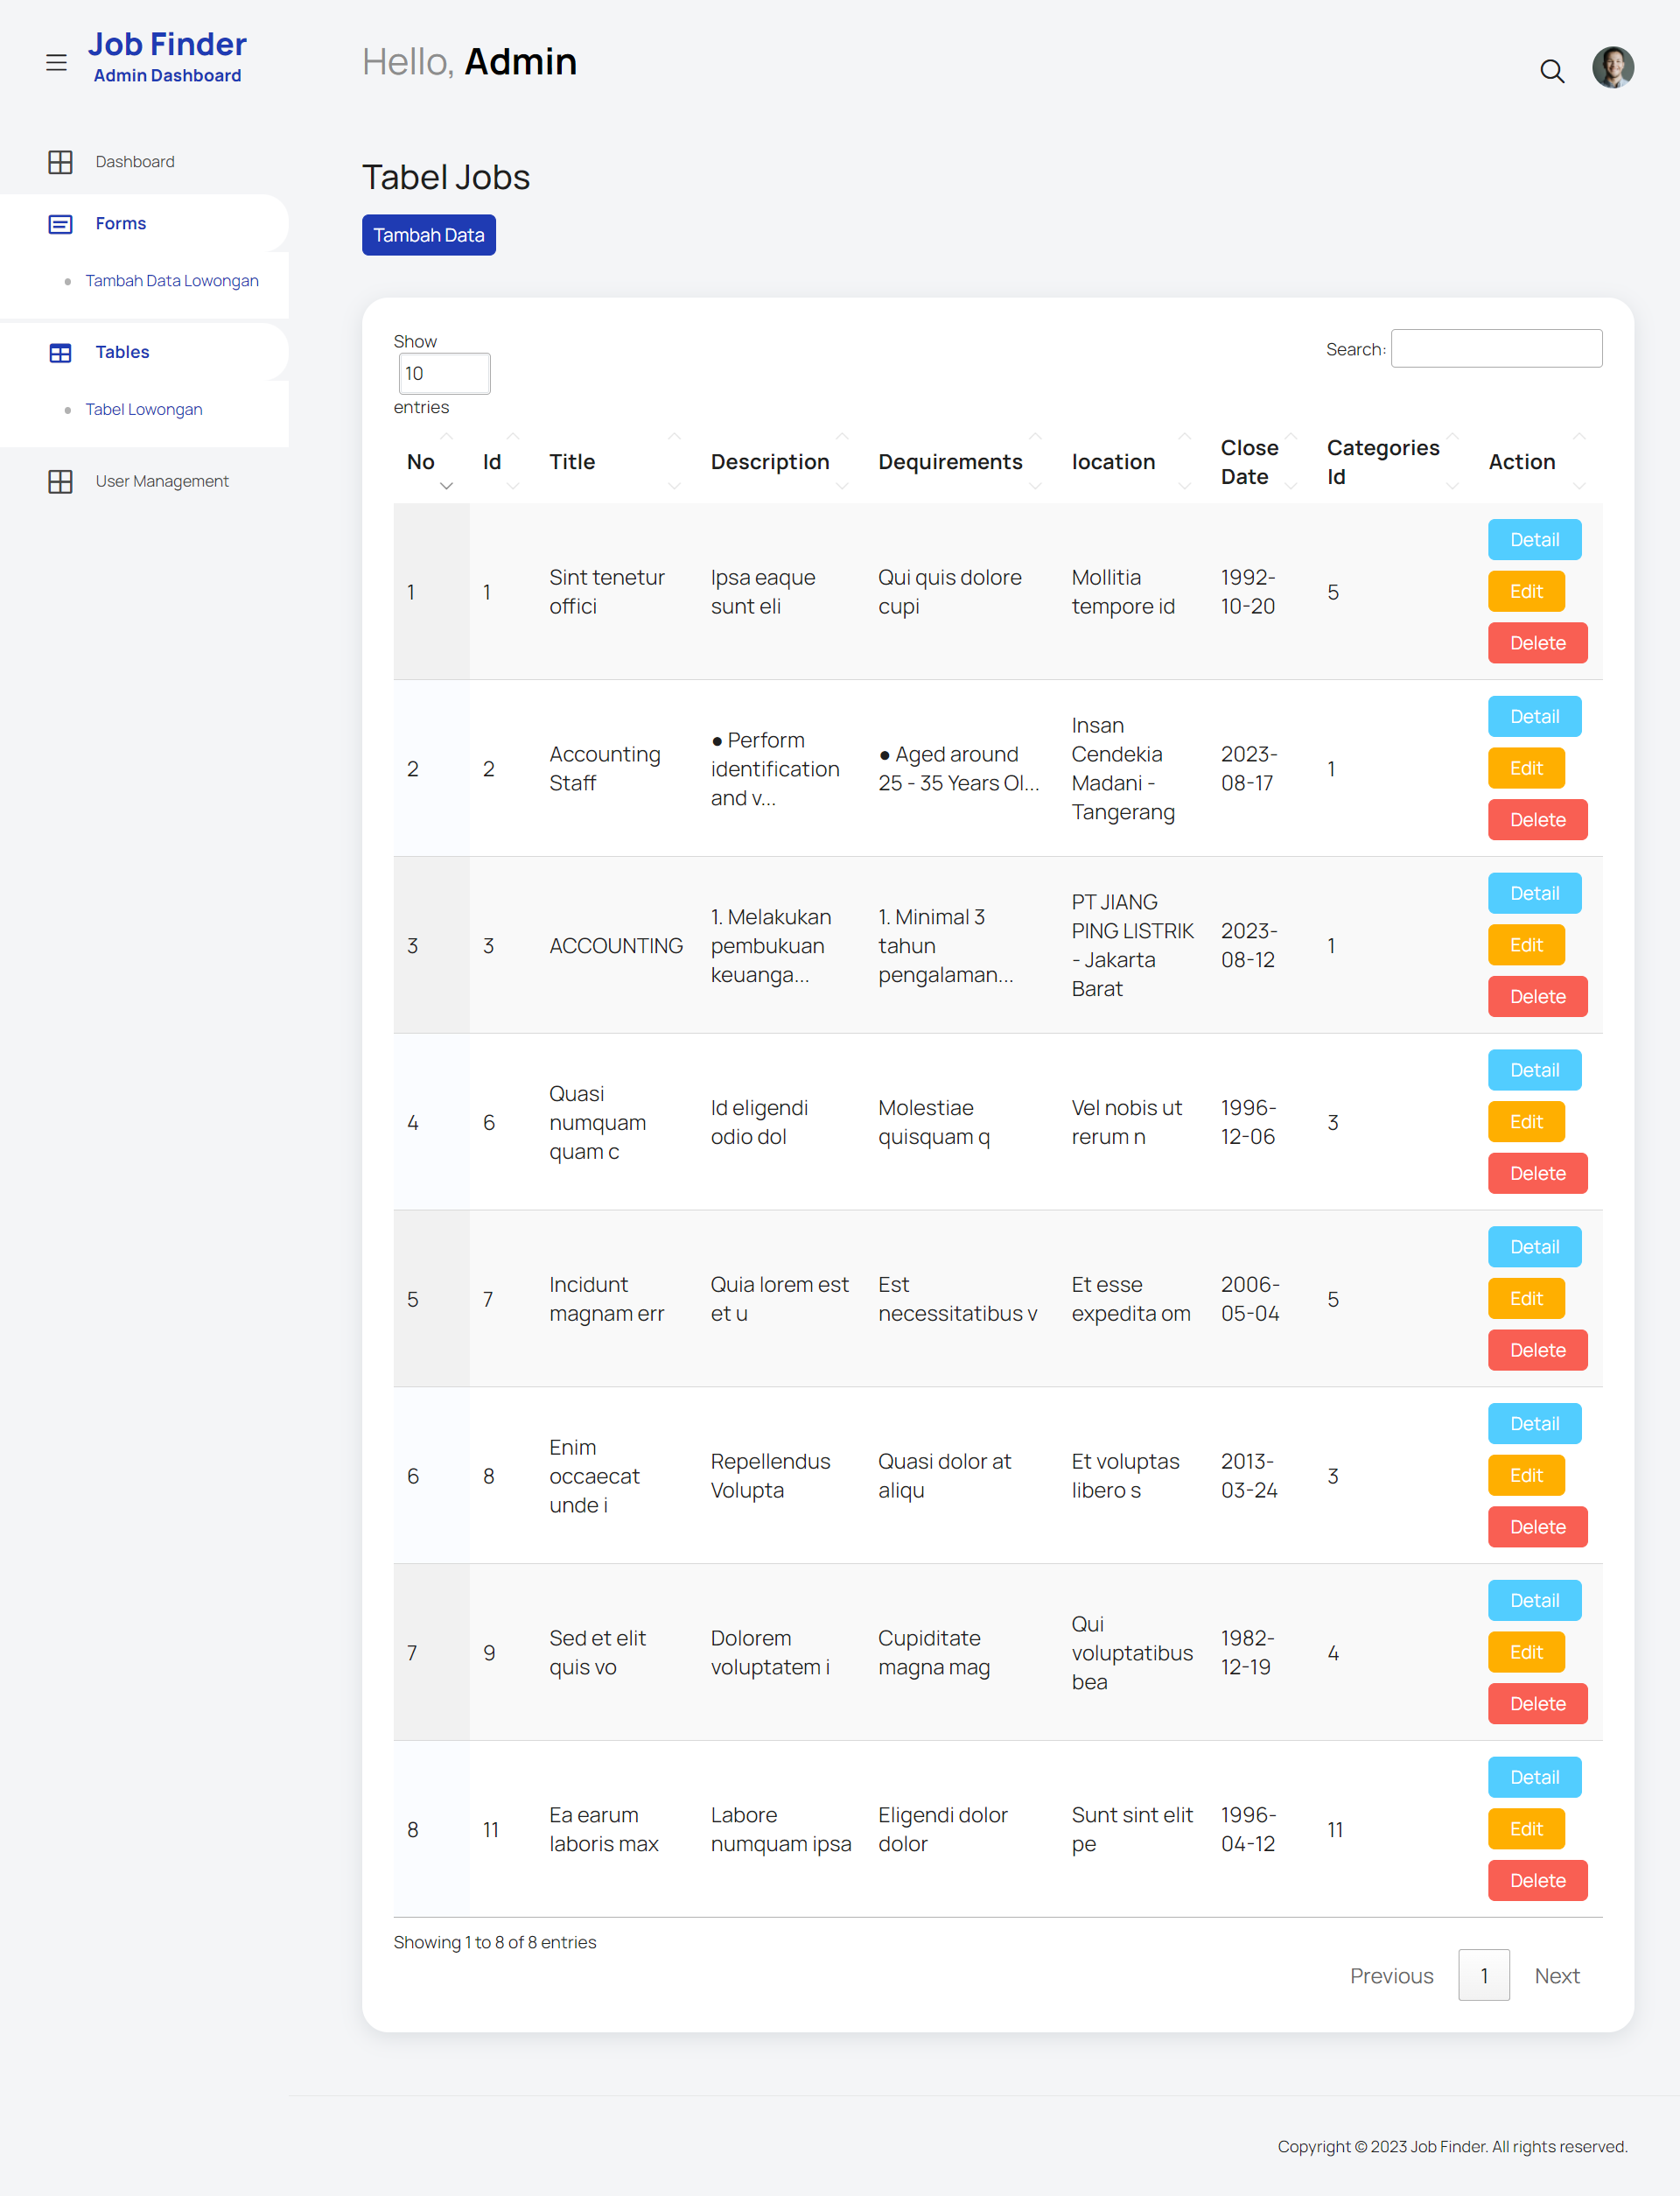 Job Finder
Admin Dashboard
Hello, Admin
Dashboard
Forms
Tambah Data Lowongan
Tables
Tabel Lowongan
User Management
Tabel Jobs
Tambah Data
Show
10
entries
Search:
No Id Title Description Dequirements location Close Date Categories Id Action
1 1 Sint tenetur offici Ipsa eaque sunt eli Qui quis dolore cupi Mollitia tempore id 1992-10-20 5 Detail Edit Delete
2 2 Accounting Staff ● Perform identification and v... ● Aged around 25 - 35 Years Ol... Insan Cendekia Madani - Tangerang 2023-08-17 1 Detail Edit Delete
3 3 ACCOUNTING 1. Melakukan pembukuan keuanga... 1. Minimal 3 tahun pengalaman... PT JIANG PING LISTRIK - Jakarta Barat 2023-08-12 1 Detail Edit Delete
4 6 Quasi numquam quam c Id eligendi odio dol Molestiae quisquam q Vel nobis ut rerum n 1996-12-06 3 Detail Edit Delete
5 7 Incidunt magnam err Quia lorem est et u Est necessitatibus v Et esse expedita om 2006-05-04 5 Detail Edit Delete
6 8 Enim occaecat unde i Repellendus Volupta Quasi dolor at aliqu Et voluptas libero s 2013-03-24 3 Detail Edit Delete
7 9 Sed et elit quis vo Dolorem voluptatem i Cupiditate magna mag Qui voluptatibus bea 1982-12-19 4 Detail Edit Delete
8 11 Ea earum laboris max Labore numquam ipsa Eligendi dolor dolor Sunt sint elit pe 1996-04-12 11 Detail Edit Delete
Showing 1 to 8 of 8 entries
Previous 1 Next
Copyright © 2023 Job Finder. All rights reserved.